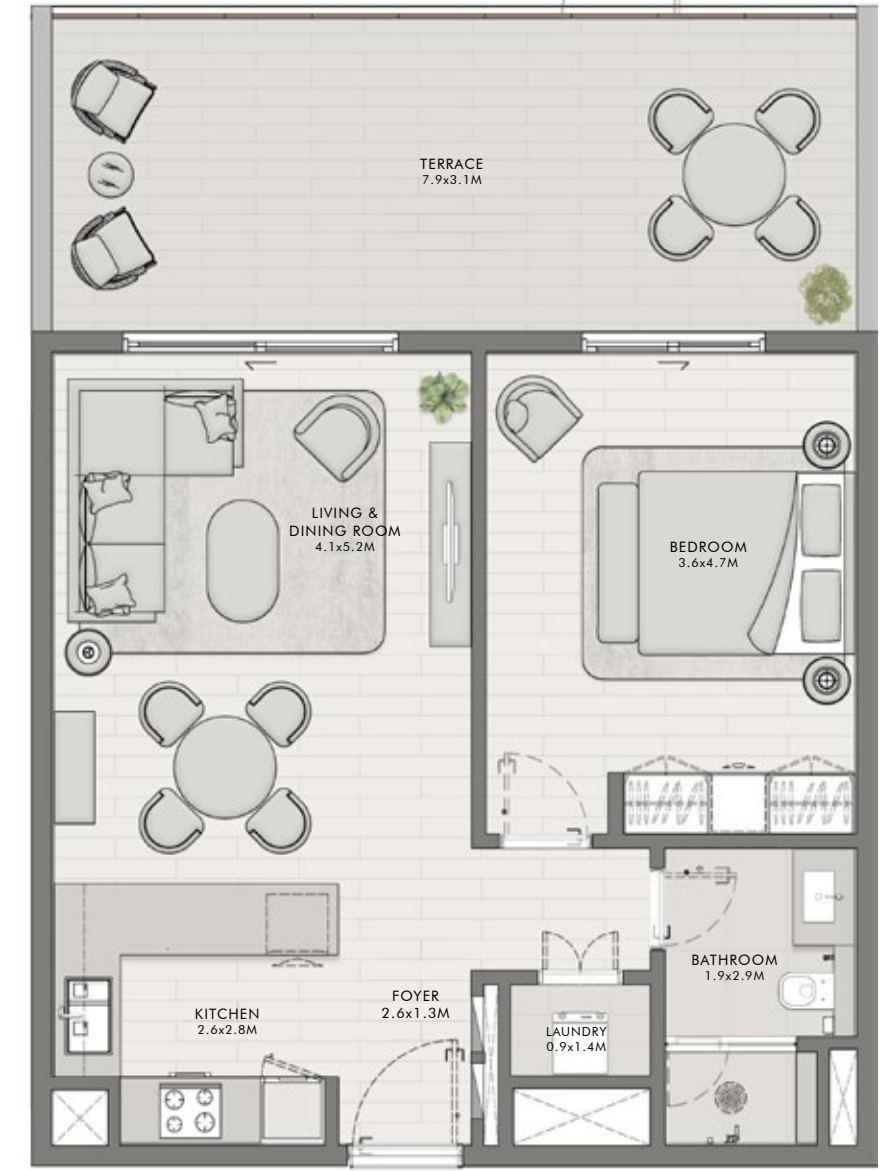 TERRACE
7.9x3.1M
LIVING &
DINING ROOM
4.1x5.2M
BEDROOM
3.6x4.7M
BATHROOM
1.9x2.9M
FOYER
2.6x1.3M
KITCHEN
2.6x2.8M
LAUNDRY
0.9x1.4M